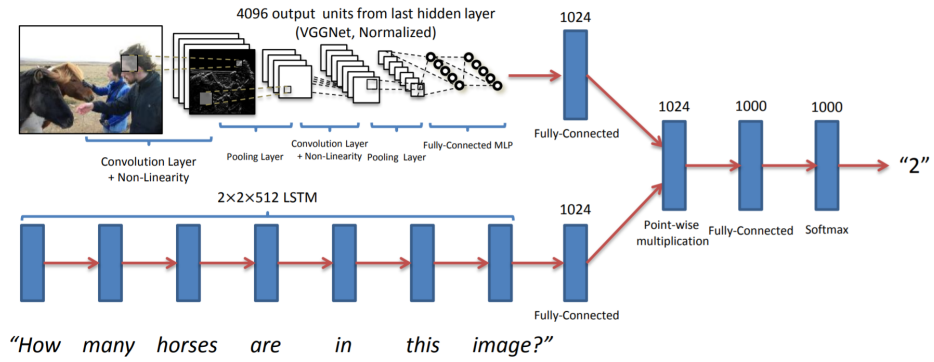 4096 output units from last hidden layer
(VGGNet, Normalized)
1024
Fully-Connected
Convolution Layer
+ Non-Linearity
Pooling Layer
Convolution Layer
+ Non-Linearity
Pooling Layer
Fully-Connected MLP
1024
1000
1000
"2"
Point-wise
multiplication
Fully-Connected
Softmax
2×2×512 LSTM
1024
Fully-Connected
"How many horses are in this image?"